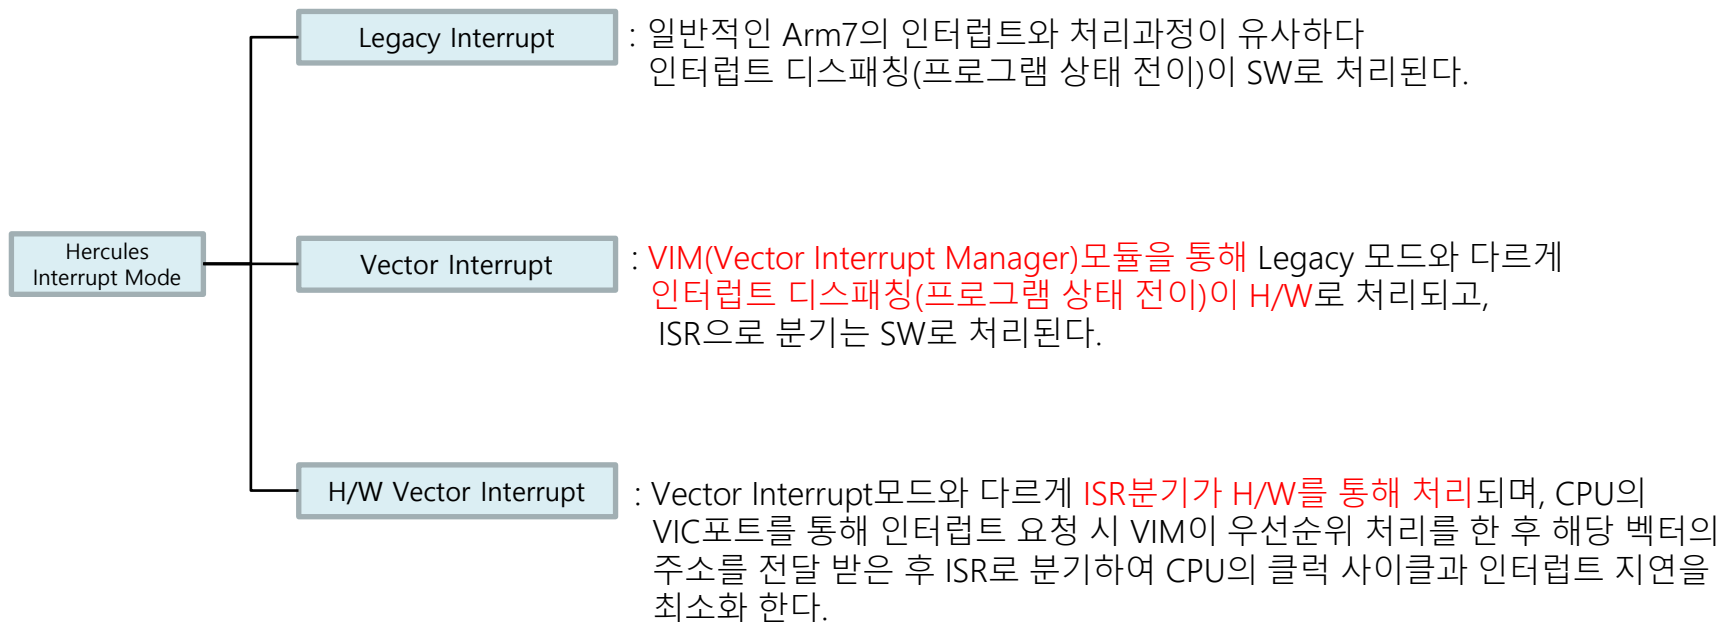 Legacy Interrupt
: 일반적인 Arm7의 인터럽트와 처리과정이 유사하다
인터럽트 디스패칭(프로그램 상태 전이)이 SW로 처리된다.
Hercules
Interrupt Mode
Vector Interrupt
: VIM(Vector Interrupt Manager)모듈을 통해 Legacy 모드와 다르게
인터럽트 디스패칭(프로그램 상태 전이)이 H/W로 처리되고,
ISR으로 분기는 SW로 처리된다.
H/W Vector Interrupt
: Vector Interrupt모드와 다르게 ISR분기가 H/W를 통해 처리되며, CPU의
VIC포트를 통해 인터럽트 요청 시 VIM이 우선순위 처리를 한 후 해당 벡터의
주소를 전달 받은 후 ISR로 분기하여 CPU의 클럭 사이클과 인터럽트 지연을
최소화 한다.